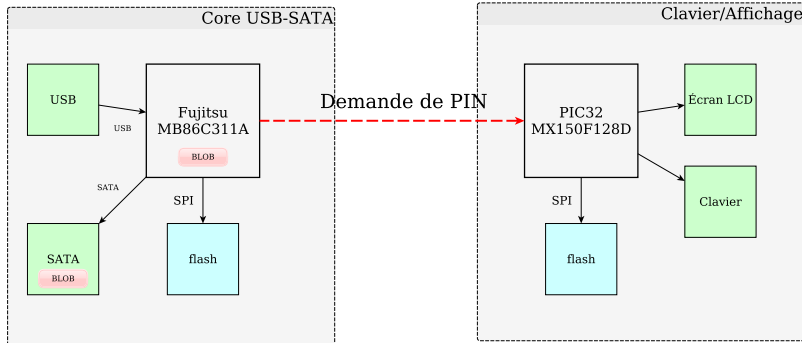 Core USB-SATA
USB
USB
Fujitsu
MB86C311A
BLOB
SATA
SPI
SATA
BLOB
flash
Demande de PIN
Clavier/Affichage
PIC32
MX150F128D
Écran LCD
Clavier
SPI
flash